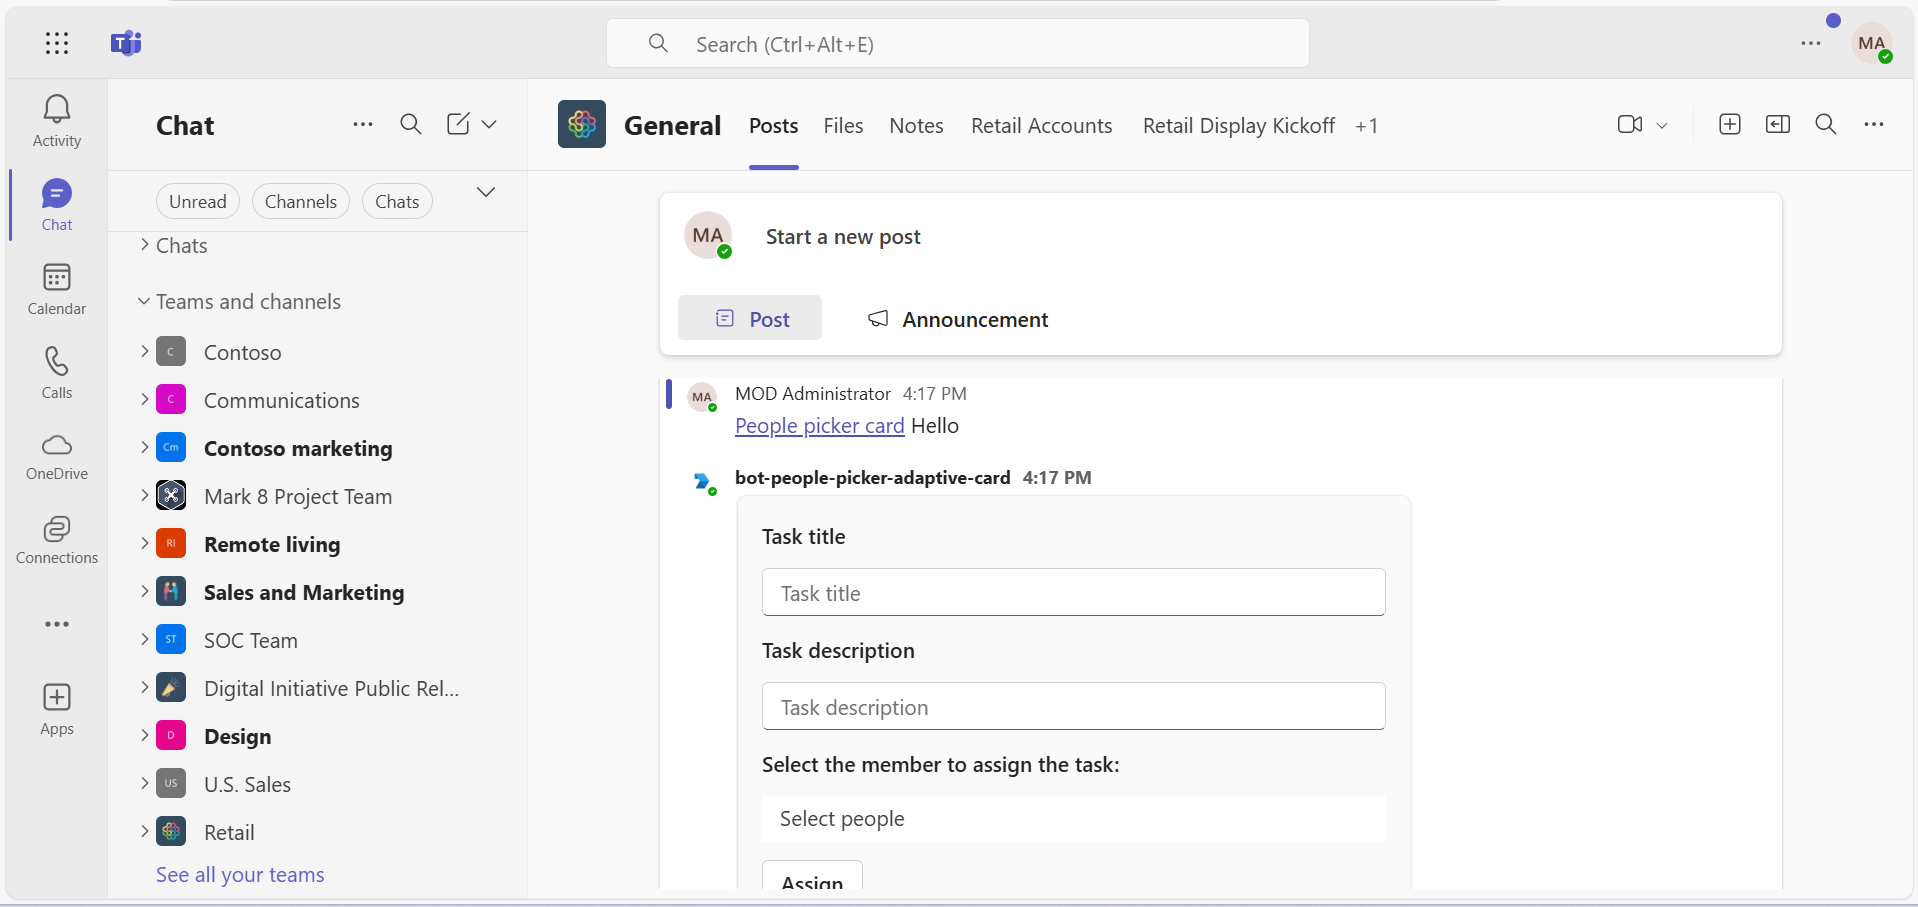 Search (Ctrl+Alt+E)
MA
Activity
Chat
Calendar
Calls
OneDrive
Connections
Apps
Chat
Unread
Channels
Chats
Chats
Teams and channels
C Contoso
C Communications
Cm Contoso marketing
Mark 8 Project Team
RI Remote living
Sales and Marketing
ST SOC Team
Digital Initiative Public Rel...
D Design
US U.S. Sales
Retail
See all your teams
General Posts Files Notes Retail Accounts Retail Display Kickoff +1
MA Start a new post
Post Announcement
MA MOD Administrator 4:17 PM
People picker card Hello
bot-people-picker-adaptive-card 4:17 PM
Task title
Task title
Task description
Task description
Select the member to assign the task:
Select people
Assign